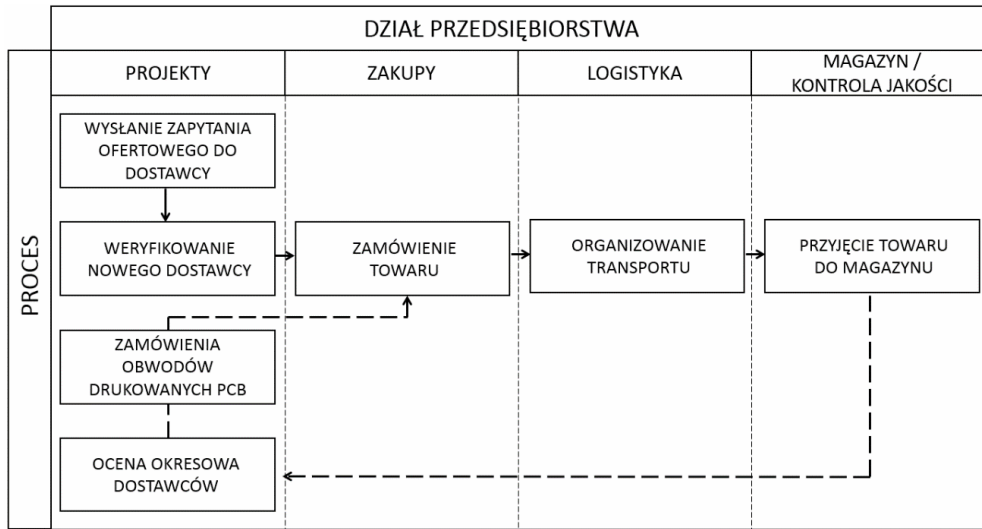 DZIAŁ PRZEDSIĘBIORSTWA
PROJEKTY
ZAKUPY
LOGISTYKA
MAGAZYN /
KONTROLA JAKOŚCI
PROCES
WYSŁANIE ZAPYTANIA
OFERTOWEGO DO
DOSTAWCY
WERYFIKOWANIE
NOWEGO DOSTAWCY
ZAMÓWIENIE
TOWARU
ORGANIZOWANIE
TRANSPORTU
PRZYJĘCIE TOWARU
DO MAGAZYNU
ZAMÓWIENIA
OBWODÓW
DRUKOWANYCH PCB
OCENA OKRESOWA
DOSTAWCÓW